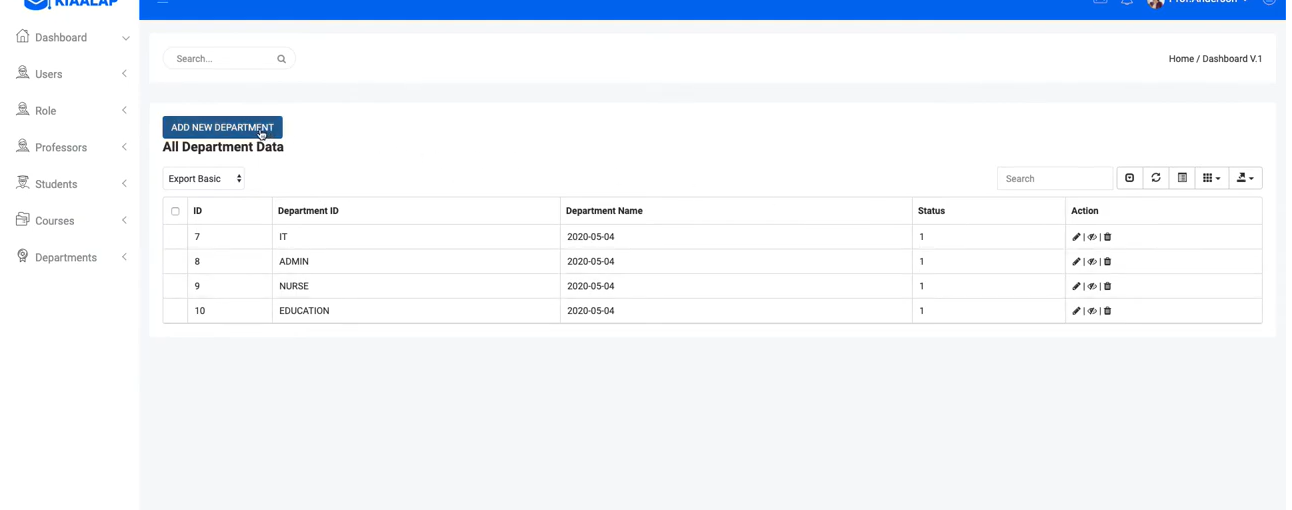 KIAALAP
Prof.Anderson
Dashboard
Users
Role
Professors
Students
Courses
Departments
Search...
Home / Dashboard V.1
ADD NEW DEPARTMENT
All Department Data
Export Basic
Search
ID Department ID Department Name Status Action
7 IT 2020-05-04 1 | |
8 ADMIN 2020-05-04 1 | |
9 NURSE 2020-05-04 1 | |
10 EDUCATION 2020-05-04 1 | |